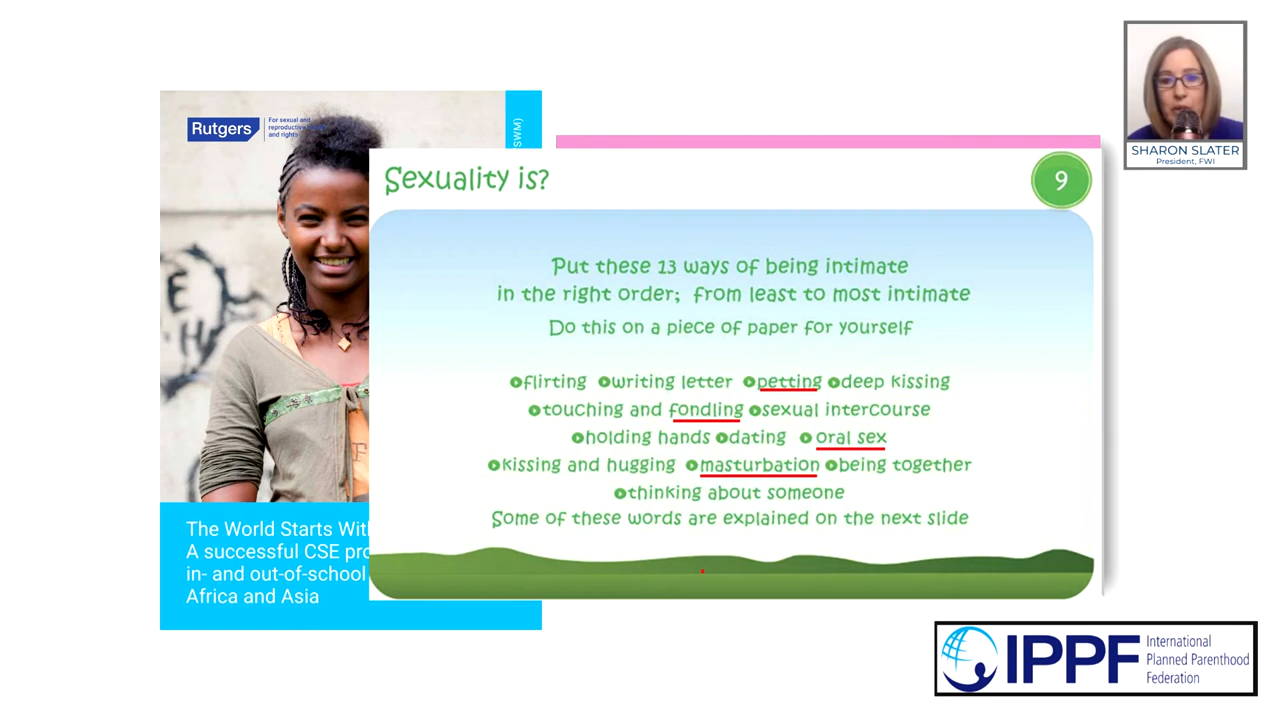 Rutgers
For sexual and
reproductive
and rights
SWM)
The World Starts Wit
A successful CSE pro
in- and out-of-school
Africa and Asia
Sexuality is?
9
Put these 13 ways of being intimate
in the right order; from least to most intimate
Do this on a piece of paper for yourself
flirting writing letter petting deep kissing
touching and fondling sexual intercourse
holding hands dating oral sex
kissing and hugging masturbation being together
thinking about someone
Some of these words are explained on the next slide
SHARON SLATER
President, FWI
IPPF
International
Planned Parenthood
Federation